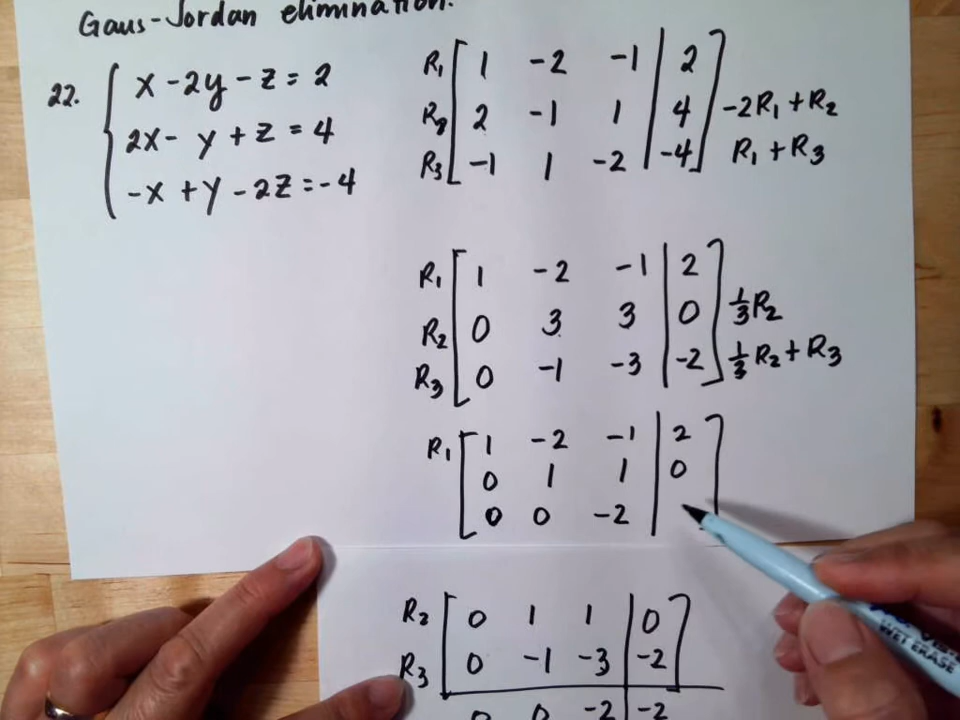 Gaus-Jordan elimination.
22. { x - 2y - z = 2
2x - y + z = 4
-x + y - 2z = -4
R1 [ 1 -2 -1 | 2 ]
R2 [ 2 -1 1 | 4 ] -2R1 + R2
R3 [ -1 1 -2 | -4 ] R1 + R3
R1 [ 1 -2 -1 | 2 ]
R2 [ 0 3 3 | 0 ] 1/3 R2
R3 [ 0 -1 -3 | -2 ] 1/3 R2 + R3
R1 [ 1 -2 -1 | 2 ]
[ 0 1 1 | 0 ]
[ 0 0 -2 | ]
R2 [ 0 1 1 | 0 ]
R3 [ 0 -1 -3 | -2 ]
0 0 -2 | -2
WET ERASE